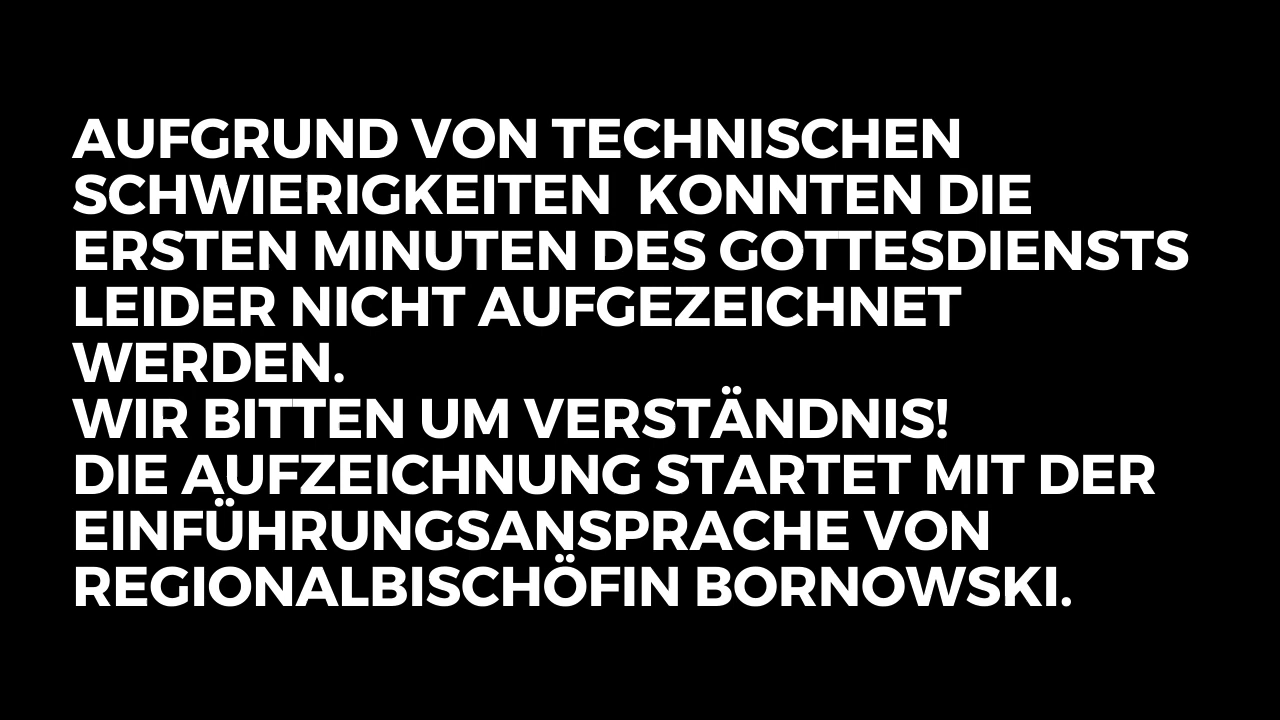 AUFGRUND VON TECHNISCHEN
SCHWIERIGKEITEN  KONNTEN DIE
ERSTEN MINUTEN DES GOTTESDIENSTS
LEIDER NICHT AUFGEZEICHNET
WERDEN.
WIR BITTEN UM VERSTÄNDNIS!
DIE AUFZEICHNUNG STARTET MIT DER
EINFÜHRUNGSANSPRACHE VON
REGIONALBISCHÖFIN BORNOWSKI.